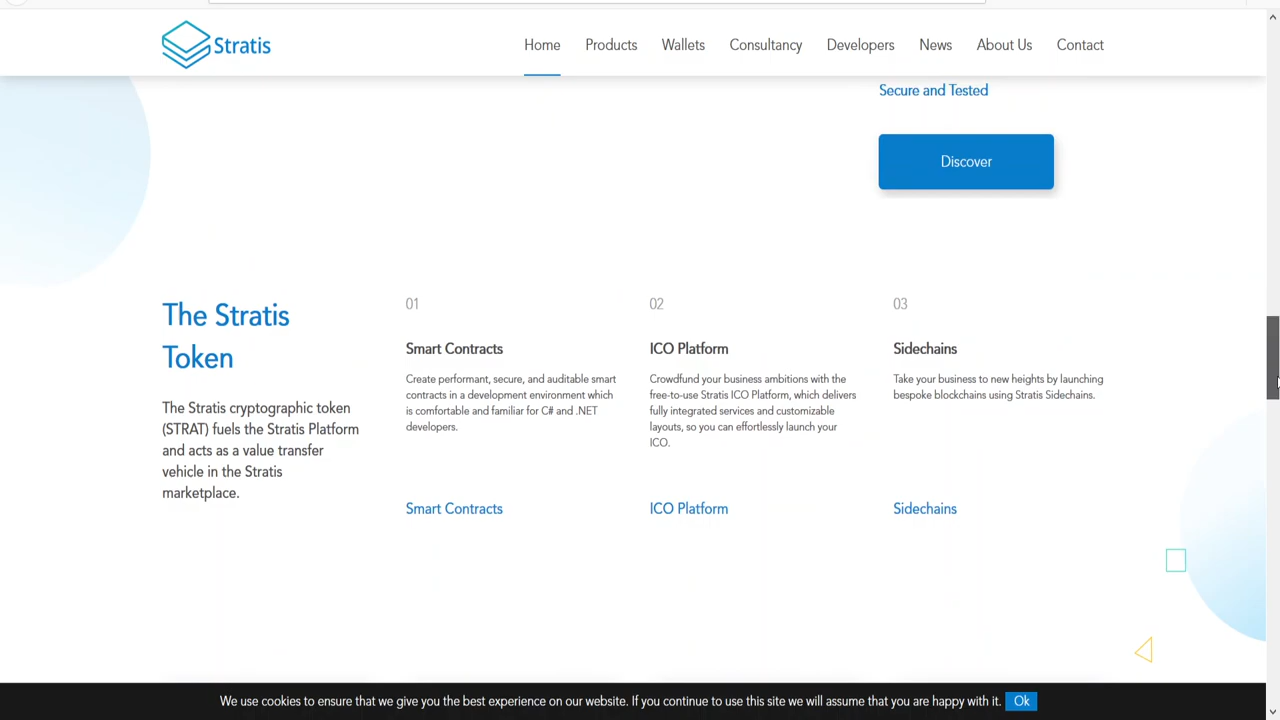 Stratis
Home Products Wallets Consultancy Developers News About Us Contact
Secure and Tested
Discover
The Stratis
Token
The Stratis cryptographic token
(STRAT) fuels the Stratis Platform
and acts as a value transfer
vehicle in the Stratis
marketplace.
01
Smart Contracts
Create performant, secure, and auditable smart
contracts in a development environment which
is comfortable and familiar for C# and .NET
developers.
Smart Contracts
02
ICO Platform
Crowdfund your business ambitions with the
free-to-use Stratis ICO Platform, which delivers
fully integrated services and customizable
layouts, so you can effortlessly launch your
ICO.
ICO Platform
03
Sidechains
Take your business to new heights by launching
bespoke blockchains using Stratis Sidechains.
Sidechains
We use cookies to ensure that we give you the best experience on our website. If you continue to use this site we will assume that you are happy with it. Ok